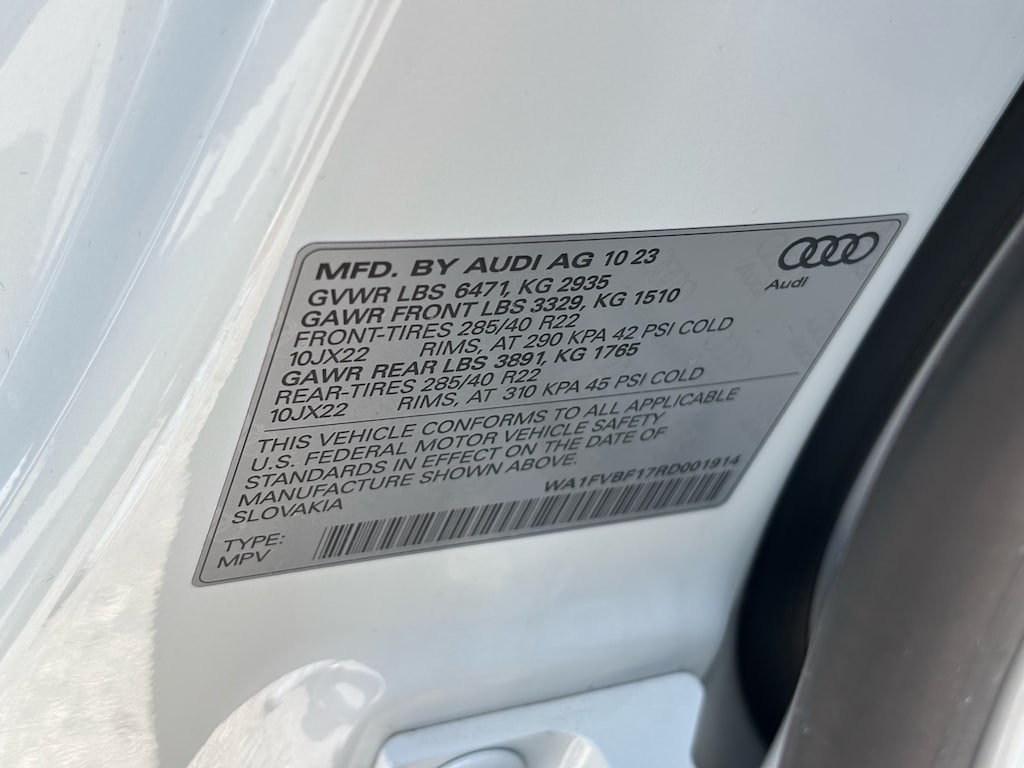 MFD. BY AUDI AG 10 23
GVWR LBS 6471, KG 2935
GAWR FRONT LBS 3329, KG 1510
FRONT-TIRES 285/40 R22
10JX22 RIMS, AT 290 KPA 42 PSI COLD
GAWR REAR LBS 3891, KG 1765
REAR-TIRES 285/40 R22
10JX22 RIMS, AT 310 KPA 45 PSI COLD
Audi
THIS VEHICLE CONFORMS TO ALL APPLICABLE
U.S. FEDERAL MOTOR VEHICLE SAFETY
STANDARDS IN EFFECT ON THE DATE OF
MANUFACTURE SHOWN ABOVE.
SLOVAKIA
WA1FVBF17RD001914
TYPE:
MPV